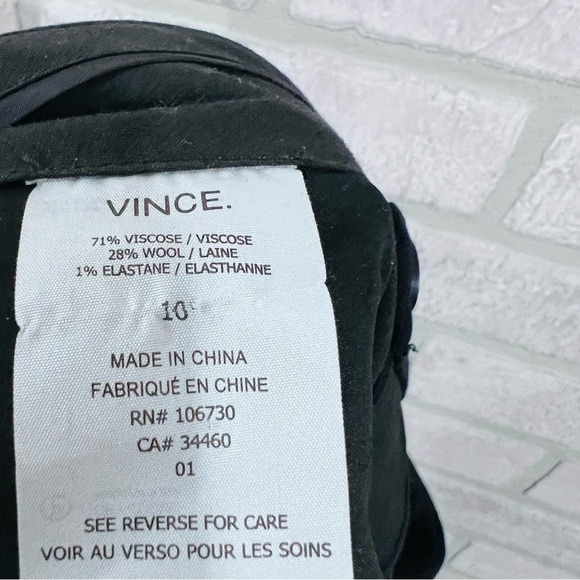 VINCE.
71% VISCOSE / VISCOSE
28% WOOL / LAINE
1% ELASTANE / ELASTHANNE
10
MADE IN CHINA
FABRIQUÉ EN CHINE
RN# 106730
CA# 34460
01
SEE REVERSE FOR CARE
VOIR AU VERSO POUR LES SOINS